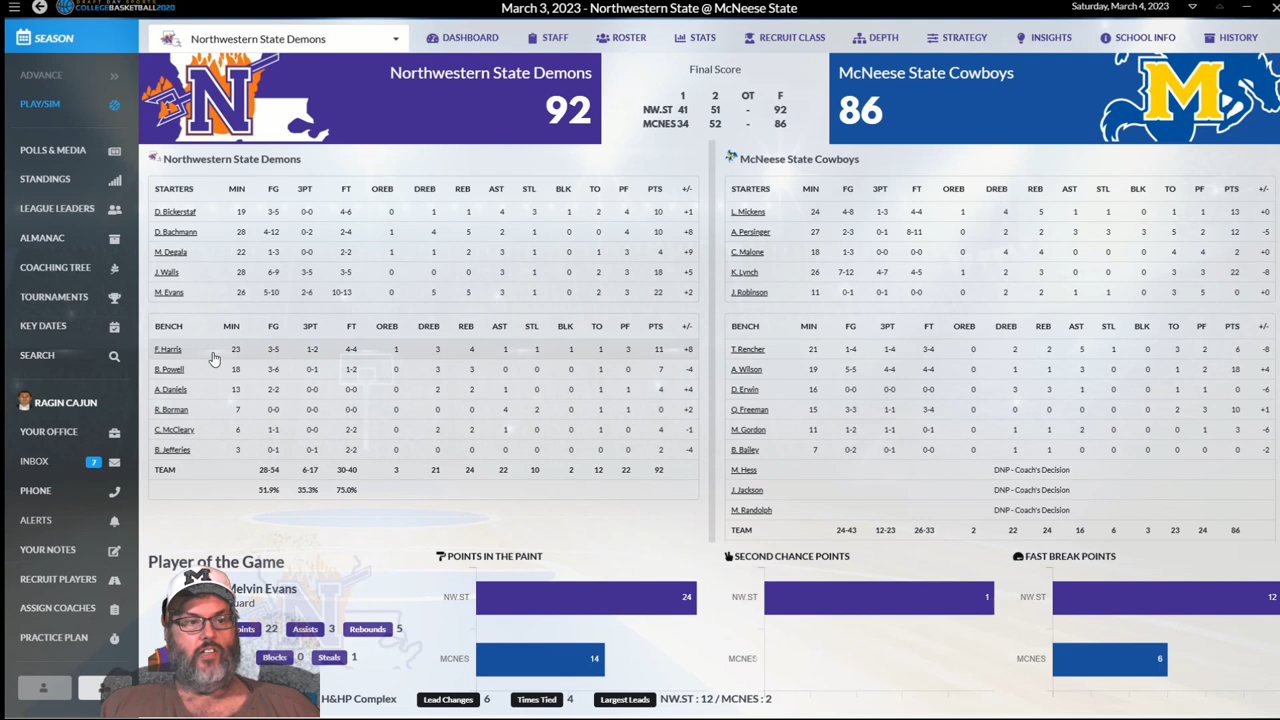 DRAFT DAY SPORTS
COLLEGE BASKETBALL 2020
March 3, 2023 - Northwestern State @ McNeese State
Saturday, March 4, 2023
SEASON
Northwestern State Demons
DASHBOARD STAFF ROSTER STATS RECRUIT CLASS DEPTH STRATEGY INSIGHTS SCHOOL INFO HISTORY
ADVANCE
PLAY/SIM
POLLS & MEDIA
STANDINGS
LEAGUE LEADERS
ALMANAC
COACHING TREE
TOURNAMENTS
KEY DATES
SEARCH
RAGIN CAJUN
YOUR OFFICE
INBOX 7
PHONE
ALERTS
YOUR NOTES
RECRUIT PLAYERS
ASSIGN COACHES
PRACTICE PLAN
N
Northwestern State Demons
92
Final Score
1 2 OT F
NW.ST 41 51 - 92
MCNES 34 52 - 86
McNeese State Cowboys
86
M
Northwestern State Demons
STARTERS MIN FG 3PT FT OREB DREB REB AST STL BLK TO PF PTS +/-
D. Bickerstaf 19 3-5 0-0 4-6 0 1 1 4 3 1 2 4 10 +1
D. Bachmann 28 4-12 0-2 2-4 1 4 5 2 1 0 0 4 10 +8
M. Degala 22 1-3 0-0 2-2 1 1 2 3 1 0 3 1 4 +9
J. Walls 28 6-9 3-5 3-5 0 0 0 3 1 0 2 3 18 +5
M. Evans 26 5-10 2-6 10-13 0 5 5 3 1 0 2 3 22 +2
BENCH MIN FG 3PT FT OREB DREB REB AST STL BLK TO PF PTS +/-
F. Harris 23 3-5 1-2 4-4 1 3 4 1 1 1 1 3 11 +8
B. Powell 18 3-6 0-1 1-2 0 3 3 0 0 0 1 0 7 -4
A. Daniels 13 2-2 0-0 0-0 0 2 2 1 0 0 1 1 4 +4
R. Borman 7 0-0 0-0 0-0 0 0 0 4 2 0 1 1 0 +2
C. McCleary 6 1-1 0-0 2-2 0 2 2 1 0 0 0 1 4 -1
B. Jefferies 3 0-1 0-1 2-2 0 0 0 0 0 0 0 0 2 -4
TEAM 28-54 6-17 30-40 3 21 24 22 10 2 12 22 92
51.9% 35.3% 75.0%
McNeese State Cowboys
STARTERS MIN FG 3PT FT OREB DREB REB AST STL BLK TO PF PTS +/-
L. Mickens 24 4-8 1-3 4-4 1 4 5 1 1 0 1 1 13 +0
A. Persinger 27 2-3 0-1 8-11 0 2 2 3 3 3 5 2 12 -5
C. Malone 18 1-3 0-0 0-0 0 4 4 0 0 0 4 4 2 +0
K. Lynch 26 7-12 4-7 4-5 1 2 3 1 0 0 3 3 22 -8
J. Robinson 11 0-1 0-1 0-0 0 2 2 1 1 0 3 5 0 +0
BENCH MIN FG 3PT FT OREB DREB REB AST STL BLK TO PF PTS +/-
T. Rencher 21 1-4 1-4 3-4 0 2 2 5 1 0 3 2 6 -8
A. Wilson 19 5-5 4-4 4-4 0 1 1 2 0 0 1 2 18 +4
D. Erwin 16 0-0 0-0 0-0 0 3 3 1 0 0 0 1 0 -6
Q. Freeman 15 3-3 1-1 3-4 0 2 2 0 0 0 2 3 10 +1
M. Gordon 11 1-2 1-1 0-1 0 1 1 2 0 0 1 1 3 -6
B. Bailey 7 0-2 0-1 0-0 0 1 1 0 0 0 0 0 0 -2
M. Hess DNP - Coach's Decision
J. Jackson DNP - Coach's Decision
M. Randolph DNP - Coach's Decision
TEAM 24-43 12-23 26-33 2 22 24 16 6 3 23 24 86
Player of the Game
Melvin Evans
uard
oints 22 Assists 3 Rebounds 5
Blocks 0 Steals 1
M
POINTS IN THE PAINT
NW.ST 24
MCNES 14
SECOND CHANCE POINTS
NW.ST 1
MCNES
FAST BREAK POINTS
NW.ST 12
MCNES 6
H&HP Complex Lead Changes 6 Times Tied 4 Largest Leads NW.ST : 12 / MCNES : 2